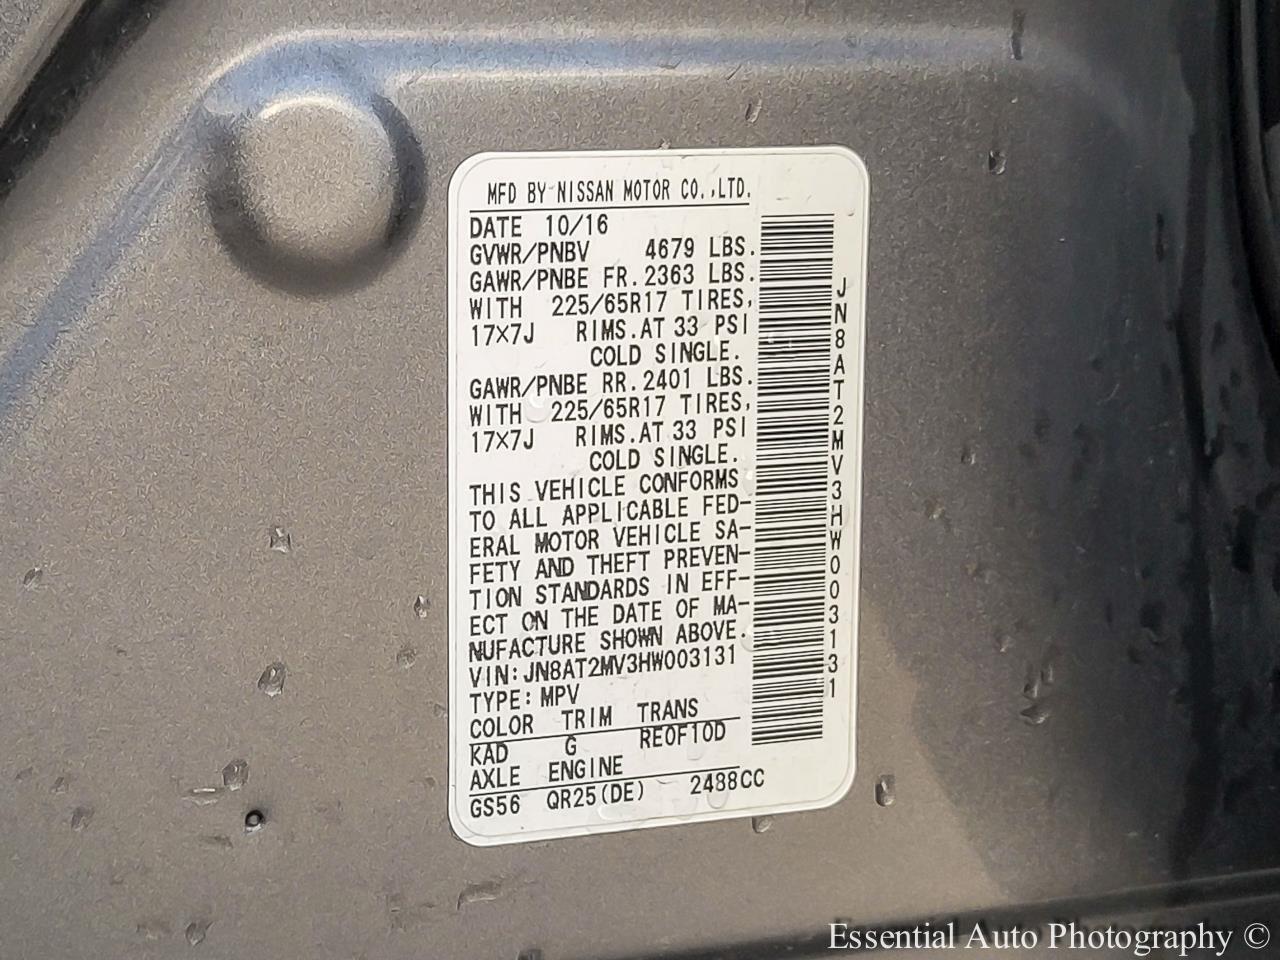 MFD BY NISSAN MOTOR CO.,LTD.
DATE 10/16
GVWR/PNBV 4679 LBS.
GAWR/PNBE FR.2363 LBS.
WITH 225/65R17 TIRES,
17X7J RIMS.AT 33 PSI
COLD SINGLE.
GAWR/PNBE RR.2401 LBS.
WITH 225/65R17 TIRES,
17X7J RIMS.AT 33 PSI
COLD SINGLE.
THIS VEHICLE CONFORMS
TO ALL APPLICABLE FED-
ERAL MOTOR VEHICLE SA-
FETY AND THEFT PREVEN-
TION STANDARDS IN EFF-
ECT ON THE DATE OF MA-
NUFACTURE SHOWN ABOVE.
VIN:JN8AT2MV3HW003131
TYPE:MPV
COLOR TRIM TRANS
KAD G RE0F10D
AXLE ENGINE
GS56 QR25(DE) 2488CC
JN8AT2MV3HW003131
Essential Auto Photography ©